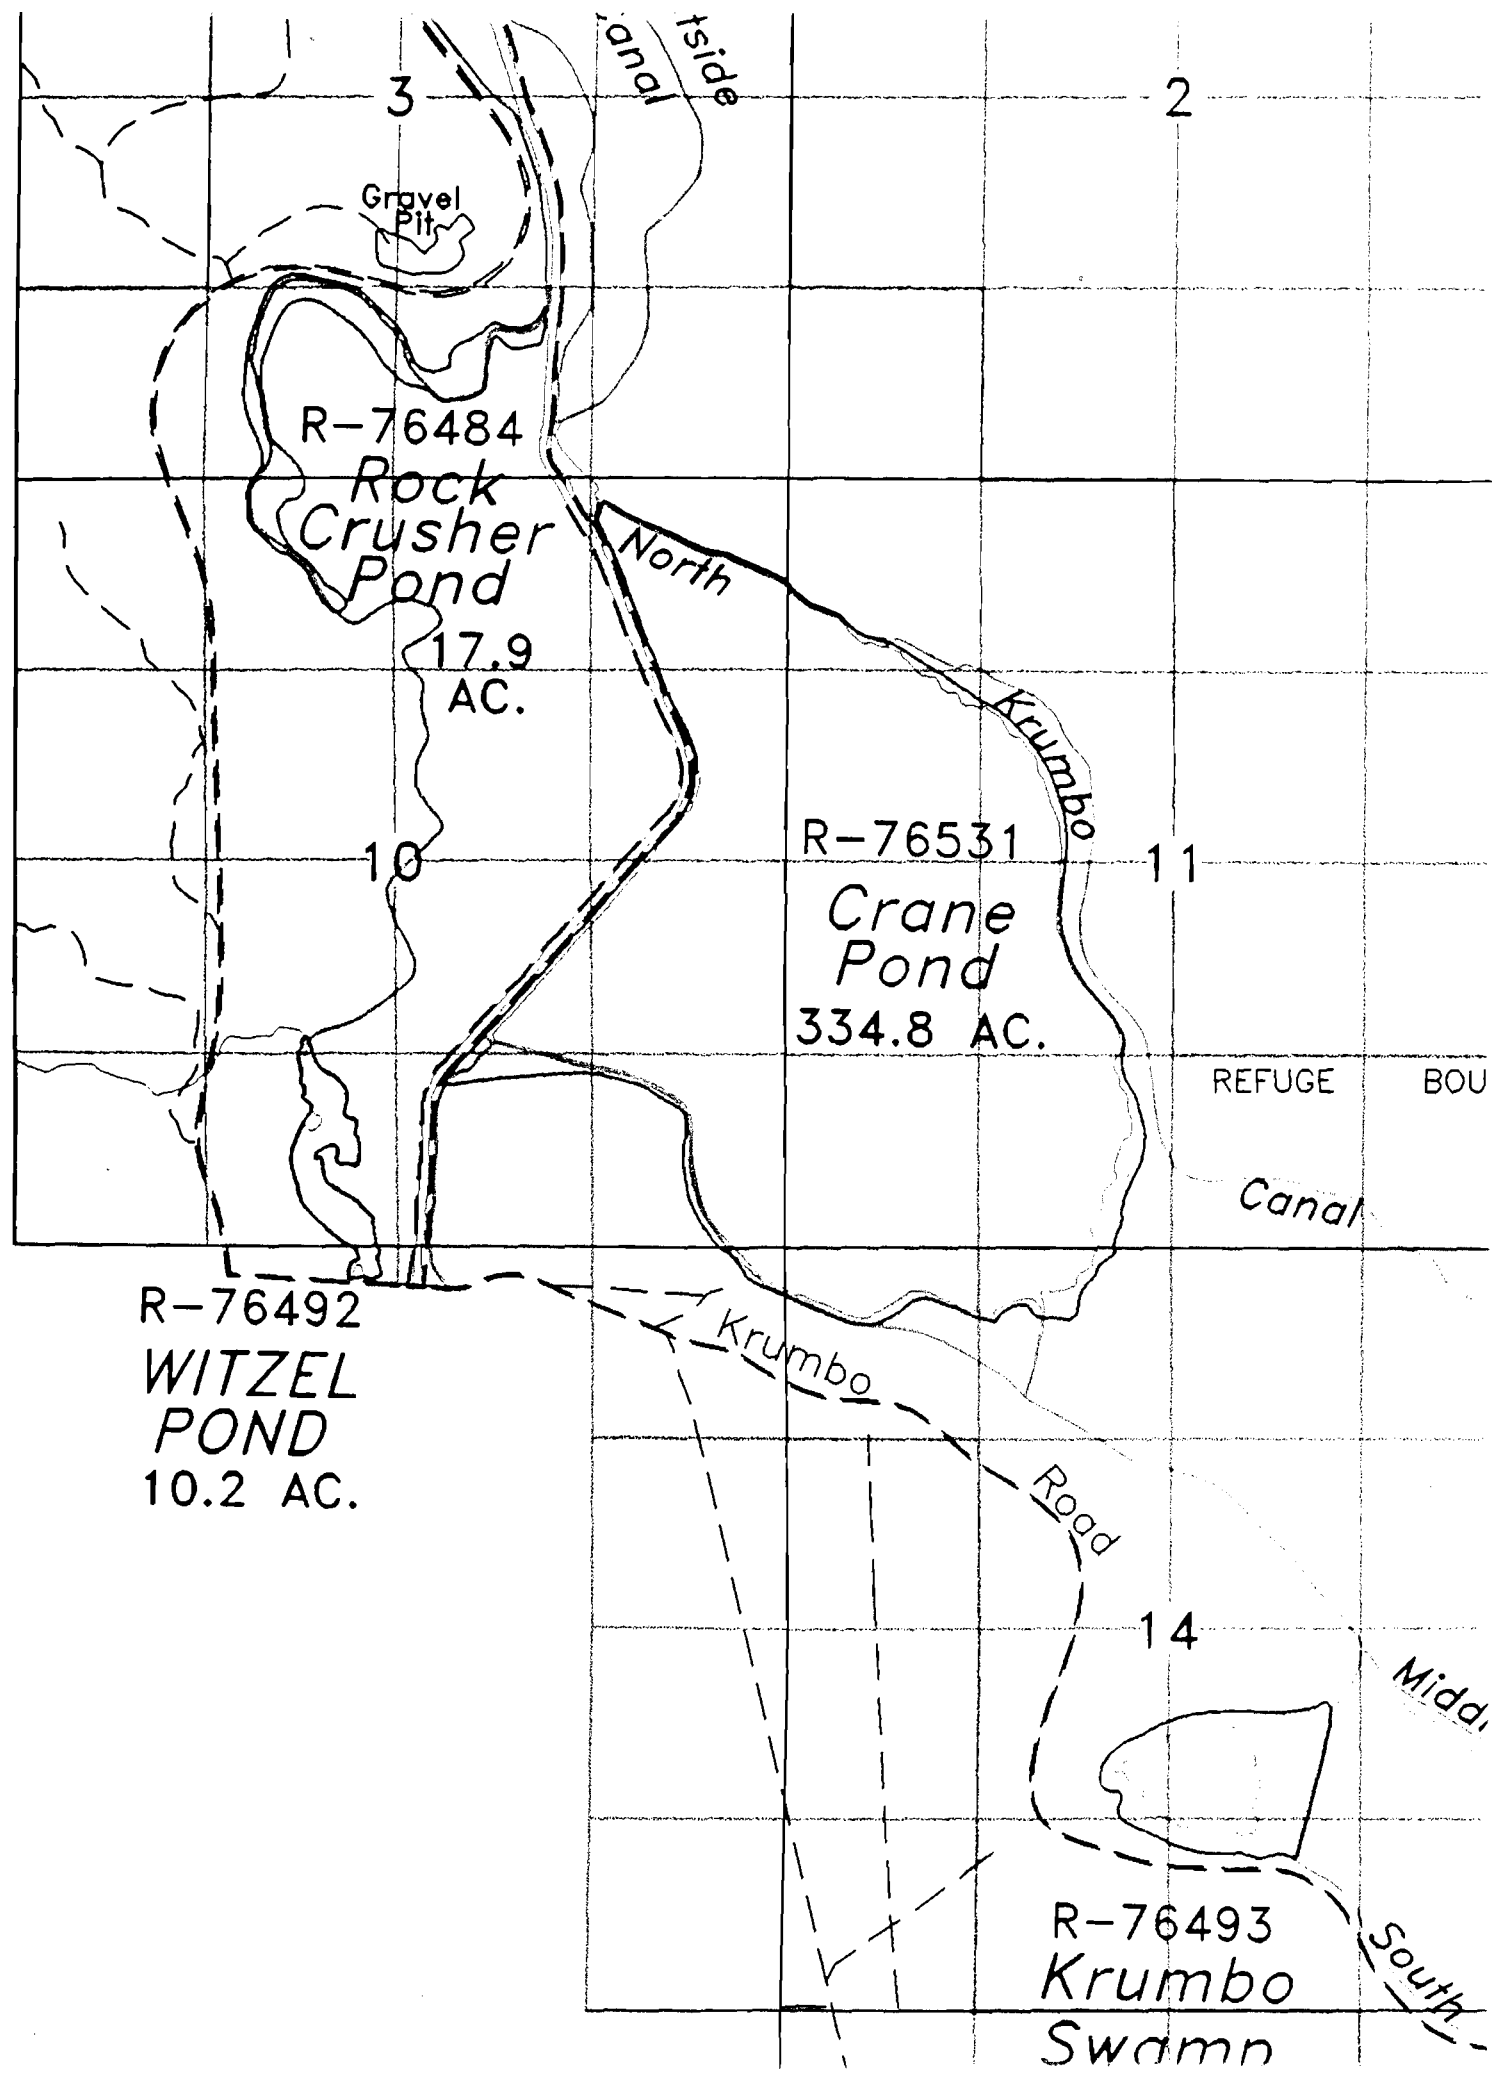 anal
tside
3
2
Gravel
Pit
R-76484
Rock
Crusher
Pond
17.9
AC.
North
Krumbo
10
R-76531
11
Crane
Pond
334.8 AC.
REFUGE BOU
Canal
R-76492
WITZEL
POND
10.2 AC.
Krumbo
Road
14
Midd
R-76493
Krumbo
Swamp
South